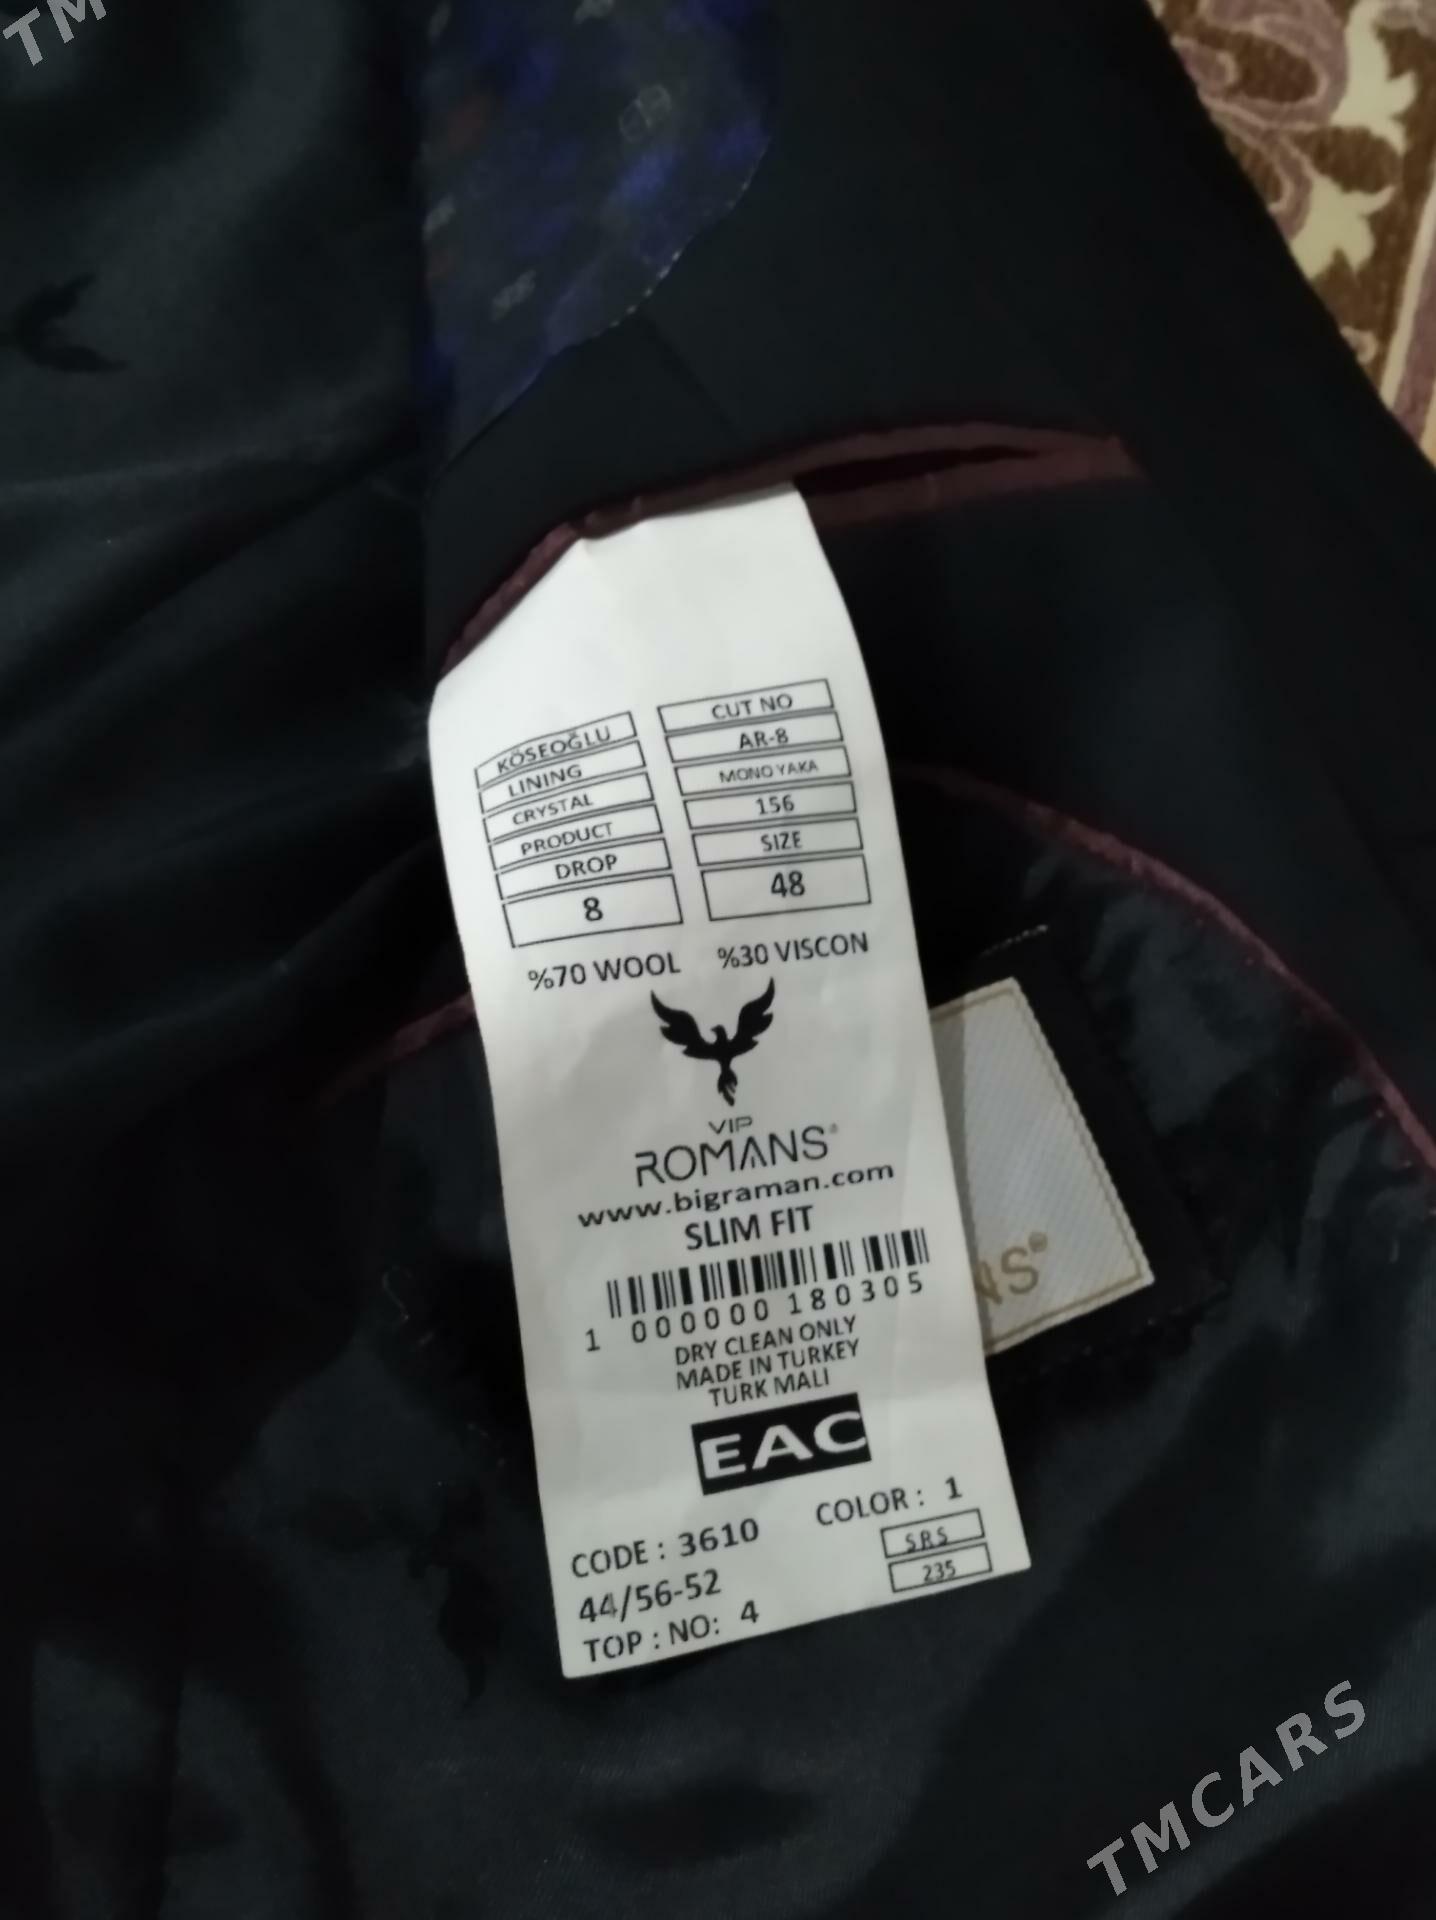 TM
KÖSEOĞLU
LINING
CRYSTAL
PRODUCT
DROP
8
CUT NO
AR-8
MONO YAKA
156
SIZE
48
%70 WOOL %30 VISCON
VIP
ROMANS®
www.bigraman.com
SLIM FIT
1 000000 180305
DRY CLEAN ONLY
MADE IN TURKEY
TURK MALI
EAC
CODE : 3610 COLOR : 1
44/56-52 SRS
TOP : NO: 4 235
NS®
TMCARS